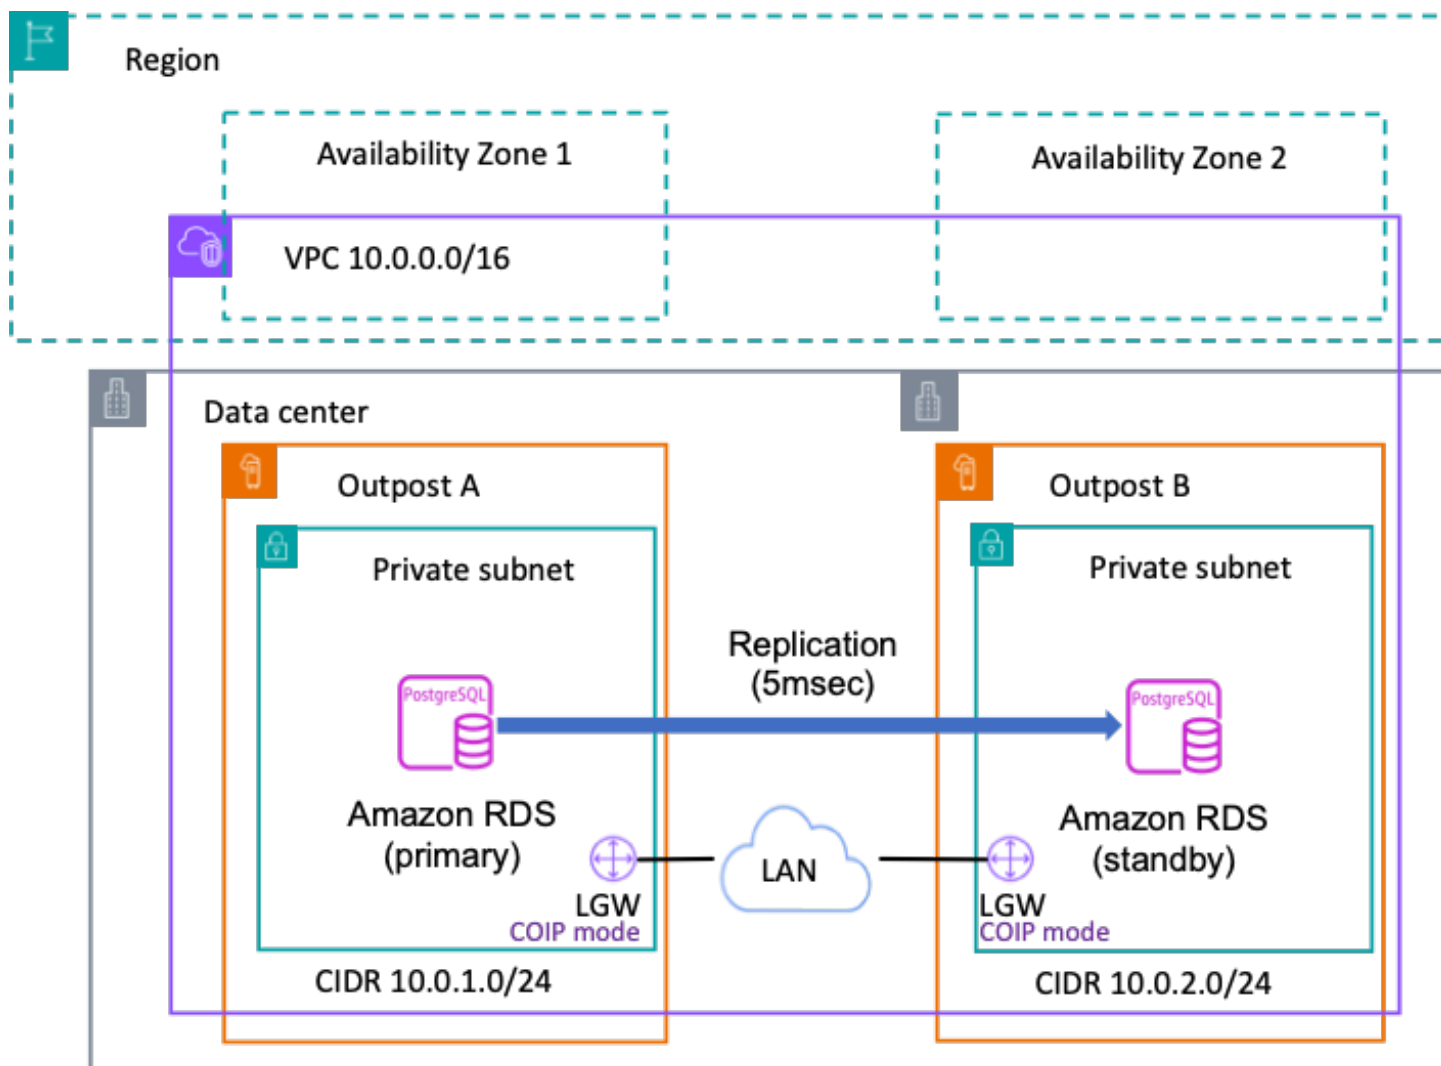 Region
Availability Zone 1
Availability Zone 2
VPC 10.0.0.0/16
Data center
Outpost A
Outpost B
Private subnet
Private subnet
Replication
(5msec)
PostgreSQL
PostgreSQL
Amazon RDS
(primary)
Amazon RDS
(standby)
LAN
LGW
COIP mode
LGW
COIP mode
CIDR 10.0.1.0/24
CIDR 10.0.2.0/24